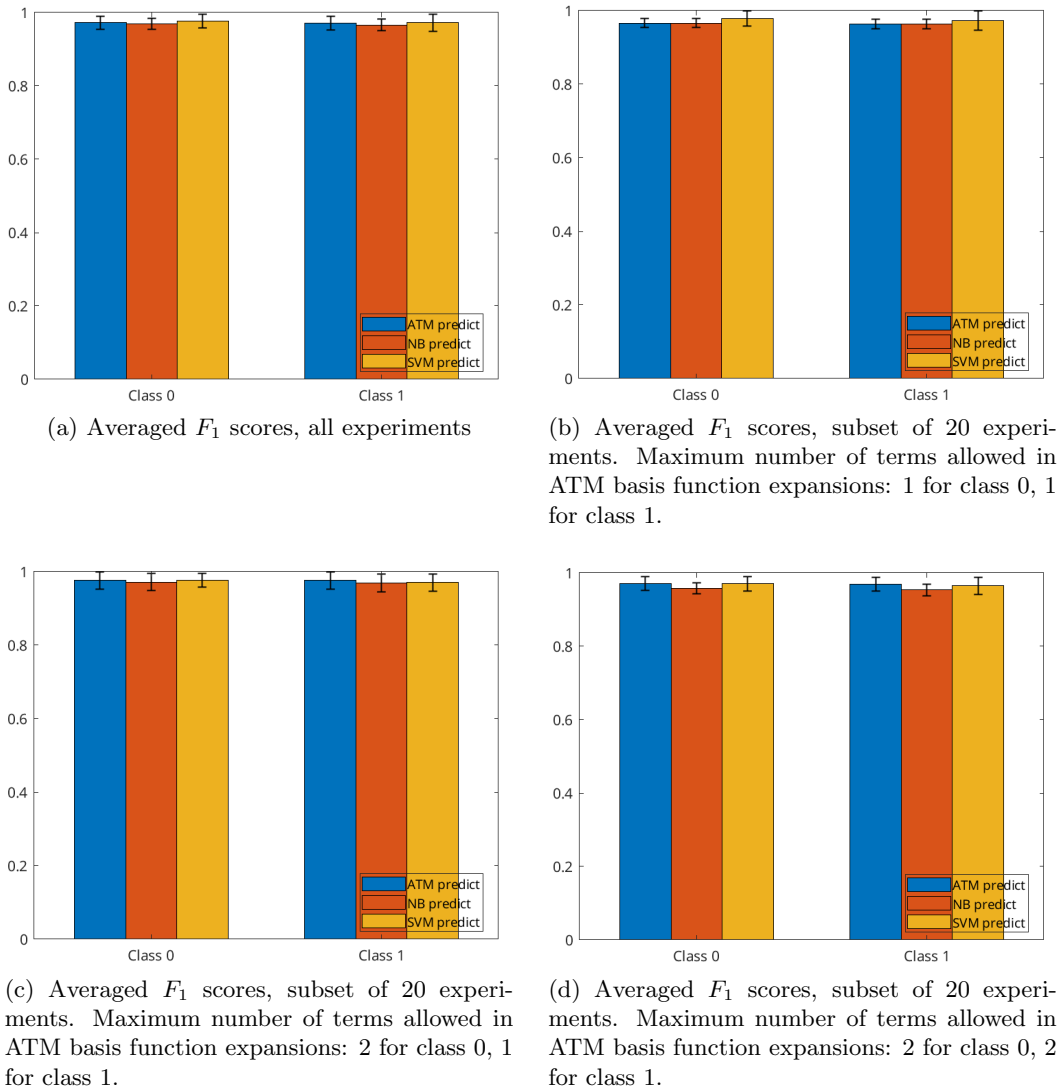 1
0.8
0.6
0.4
0.2
0
Class 0
Class 1
ATM predict
NB predict
SVM predict
(a) Averaged F₁ scores, all experiments
1
0.8
0.6
0.4
0.2
0
Class 0
Class 1
ATM predict
NB predict
SVM predict
(b) Averaged F₁ scores, subset of 20 experi-
ments. Maximum number of terms allowed in
ATM basis function expansions: 1 for class 0, 1
for class 1.
1
0.8
0.6
0.4
0.2
0
Class 0
Class 1
ATM predict
NB predict
SVM predict
(c) Averaged F₁ scores, subset of 20 experi-
ments. Maximum number of terms allowed in
ATM basis function expansions: 2 for class 0, 1
for class 1.
1
0.8
0.6
0.4
0.2
0
Class 0
Class 1
ATM predict
NB predict
SVM predict
(d) Averaged F₁ scores, subset of 20 experi-
ments. Maximum number of terms allowed in
ATM basis function expansions: 2 for class 0, 2
for class 1.